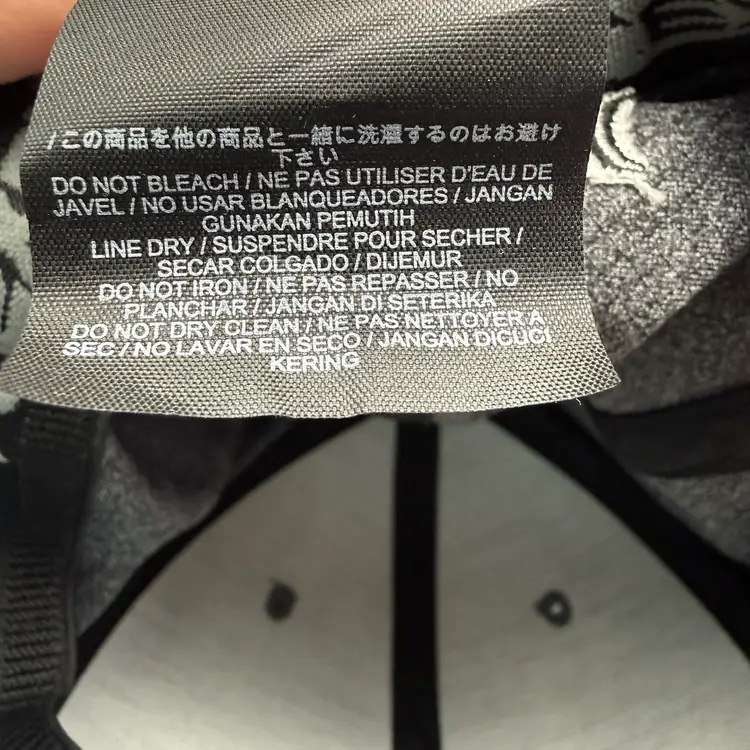 /この商品を他の商品と一緒に洗濯するのはお避け
下さい
DO NOT BLEACH / NE PAS UTILISER D'EAU DE
JAVEL / NO USAR BLANQUEADORES / JANGAN
GUNAKAN PEMUTIH
LINE DRY / SUSPENDRE POUR SECHER /
SECAR COLGADO / DIJEMUR
DO NOT IRON / NE PAS REPASSER / NO
PLANCHAR / JANGAN DI SETERIKA
DO NOT DRY CLEAN / NE PAS NETTOYER A
SEC / NO LAVAR EN SECO / JANGAN DICUCI
KERING